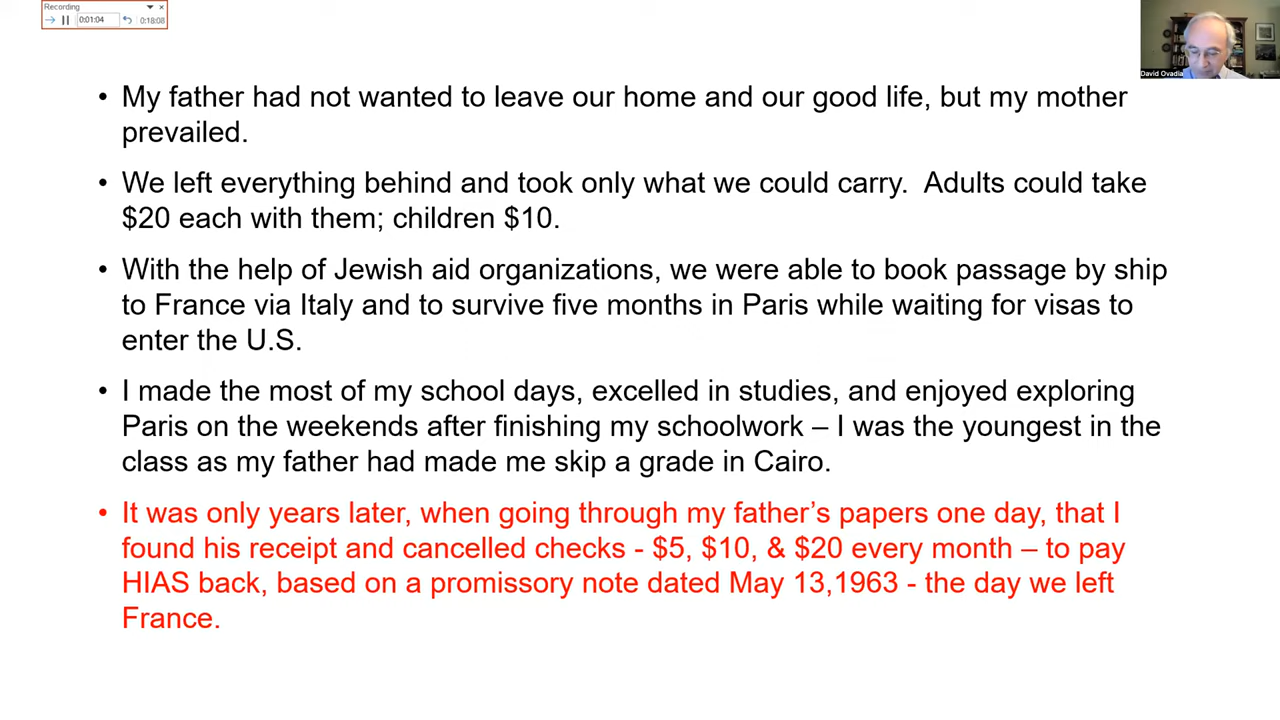 Recording
0:01:04
0:18:08
David Ovadia
• My father had not wanted to leave our home and our good life, but my mother
prevailed.
• We left everything behind and took only what we could carry.  Adults could take
$20 each with them; children $10.
• With the help of Jewish aid organizations, we were able to book passage by ship
to France via Italy and to survive five months in Paris while waiting for visas to
enter the U.S.
• I made the most of my school days, excelled in studies, and enjoyed exploring
Paris on the weekends after finishing my schoolwork – I was the youngest in the
class as my father had made me skip a grade in Cairo.
• It was only years later, when going through my father’s papers one day, that I
found his receipt and cancelled checks - $5, $10, & $20 every month – to pay
HIAS back, based on a promissory note dated May 13,1963 - the day we left
France.